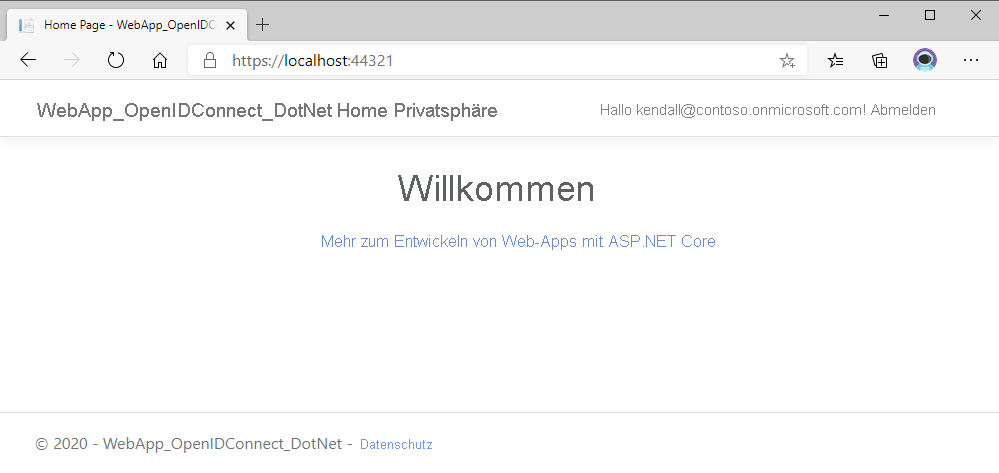 Home Page - WebApp_OpenIDC
https://localhost:44321
WebApp_OpenIDConnect_DotNet Home Privatsphäre Hallo kendall@contoso.onmicrosoft.com! Abmelden
Willkommen
Mehr zum Entwickeln von Web-Apps mit ASP.NET Core
© 2020 - WebApp_OpenIDConnect_DotNet - Datenschutz